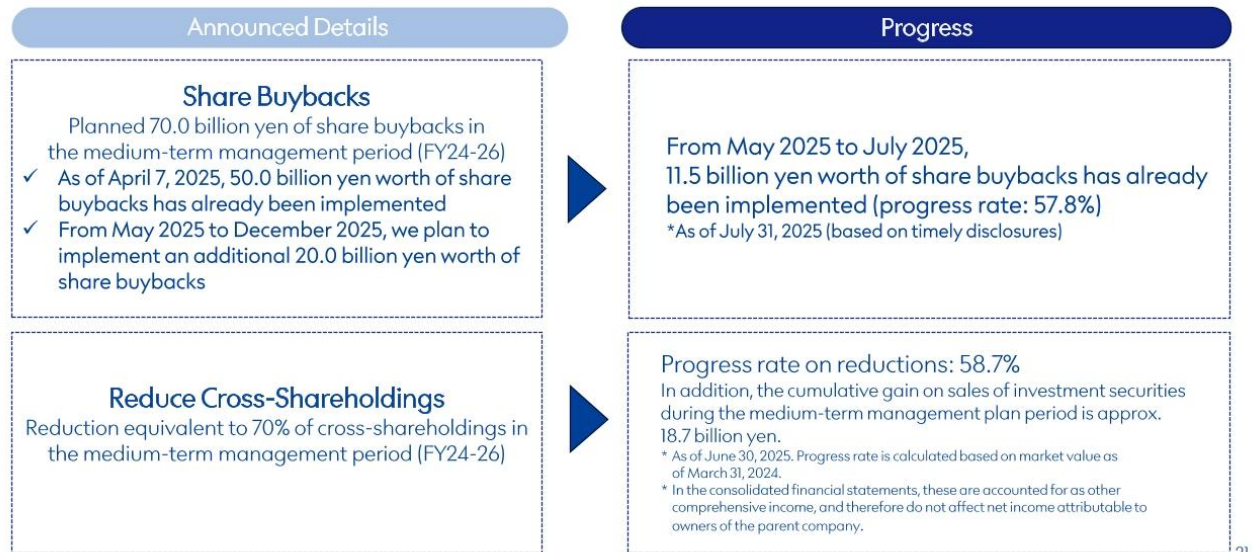 Announced Details
Progress
Share Buybacks
Planned 70.0 billion yen of share buybacks in
the medium-term management period (FY24-26)
✓ As of April 7, 2025, 50.0 billion yen worth of share
buybacks has already been implemented
✓ From May 2025 to December 2025, we plan to
implement an additional 20.0 billion yen worth of
share buybacks
From May 2025 to July 2025,
11.5 billion yen worth of share buybacks has already
been implemented (progress rate: 57.8%)
*As of July 31, 2025 (based on timely disclosures)
Reduce Cross-Shareholdings
Reduction equivalent to 70% of cross-shareholdings in
the medium-term management period (FY24-26)
Progress rate on reductions: 58.7%
In addition, the cumulative gain on sales of investment securities
during the medium-term management plan period is approx.
18.7 billion yen.
* As of June 30, 2025. Progress rate is calculated based on market value as
of March 31, 2024.
* In the consolidated financial statements, these are accounted for as other
comprehensive income, and therefore do not affect net income attributable to
owners of the parent company.